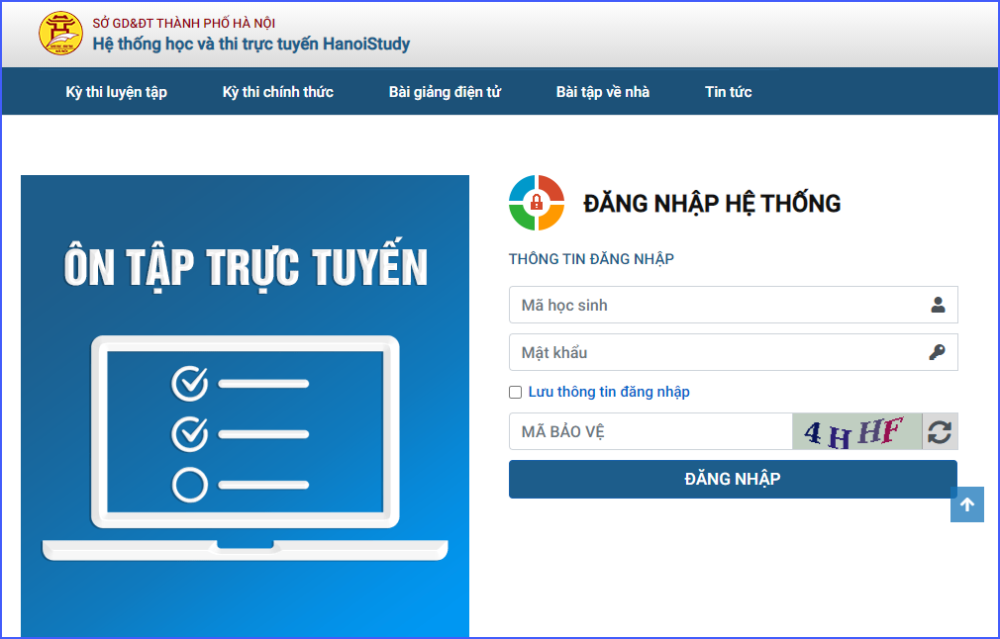 SỞ GD&ĐT THÀNH PHỐ HÀ NỘI
Hệ thống học và thi trực tuyến HanoiStudy
Kỳ thi luyện tập Kỳ thi chính thức Bài giảng điện tử Bài tập về nhà Tin tức
ÔN TẬP TRỰC TUYẾN
ĐĂNG NHẬP HỆ THỐNG
THÔNG TIN ĐĂNG NHẬP
Mã học sinh
Mật khẩu
Lưu thông tin đăng nhập
MÃ BẢO VỆ 4HHF
ĐĂNG NHẬP